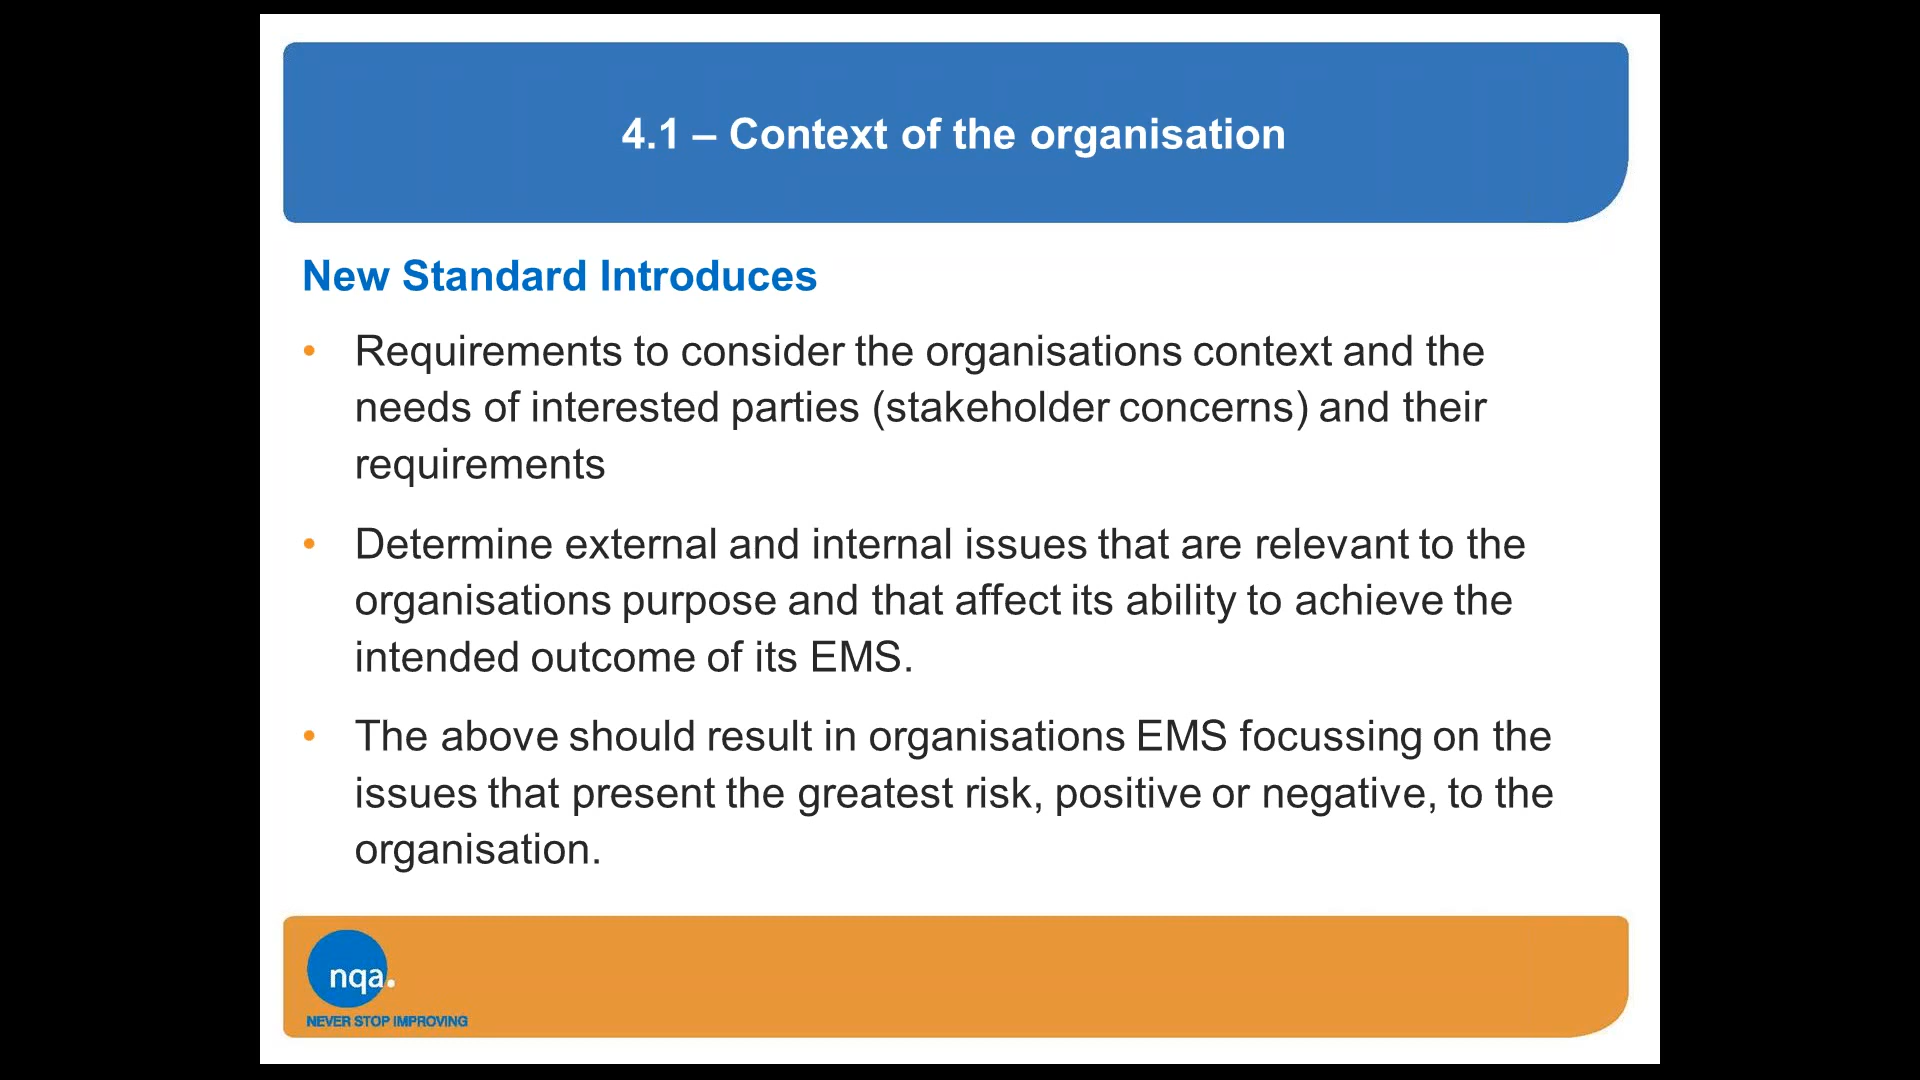 4.1 – Context of the organisation
New Standard Introduces
• Requirements to consider the organisations context and the
needs of interested parties (stakeholder concerns) and their
requirements
• Determine external and internal issues that are relevant to the
organisations purpose and that affect its ability to achieve the
intended outcome of its EMS.
• The above should result in organisations EMS focussing on the
issues that present the greatest risk, positive or negative, to the
organisation.
nqa.
NEVER STOP IMPROVING